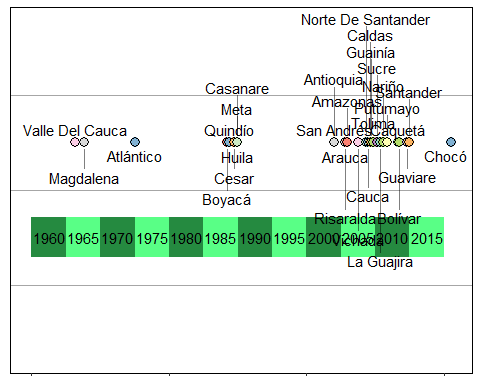 Norte De Santander
Caldas
Guainía
Sucre
Antioquia
Nariño
Casanare
Santander
Amazonas
Meta
Putumayo
Tolima
Valle Del Cauca
Quindío
San Andrés
Caquetá
Atlántico
Huila
Arauca
Chocó
Magdalena
Cesar
Guaviare
Boyacá
Cauca
Risaralda
Bolívar
1960 1965 1970 1975 1980 1985 1990 1995 2000 2005 2010 2015
Vichada
La Guajira